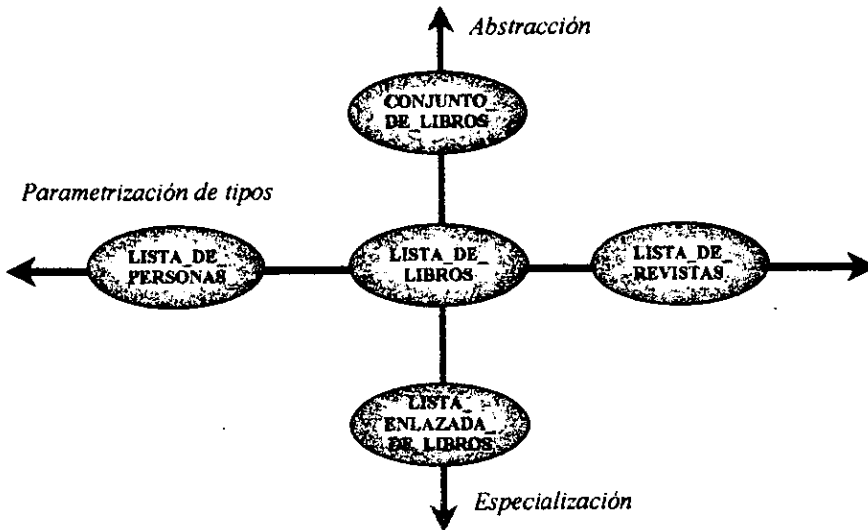 Abstracción
CONJUNTO_
DE_LIBROS
Parametrización de tipos
LISTA_DE_
PERSONAS
LISTA_DE_
LIBROS
LISTA_DE_
REVISTAS
LISTA_
ENLAZADA_
DE_LIBROS
Especialización